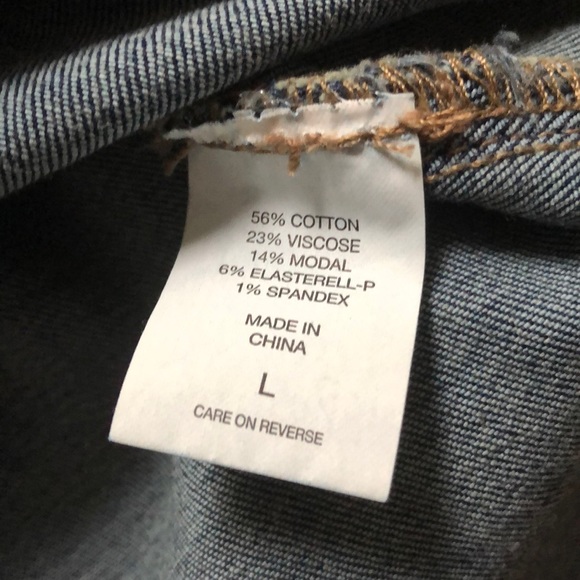 56% COTTON
23% VISCOSE
14% MODAL
6% ELASTERELL-P
1% SPANDEX
MADE IN
CHINA
L
CARE ON REVERSE